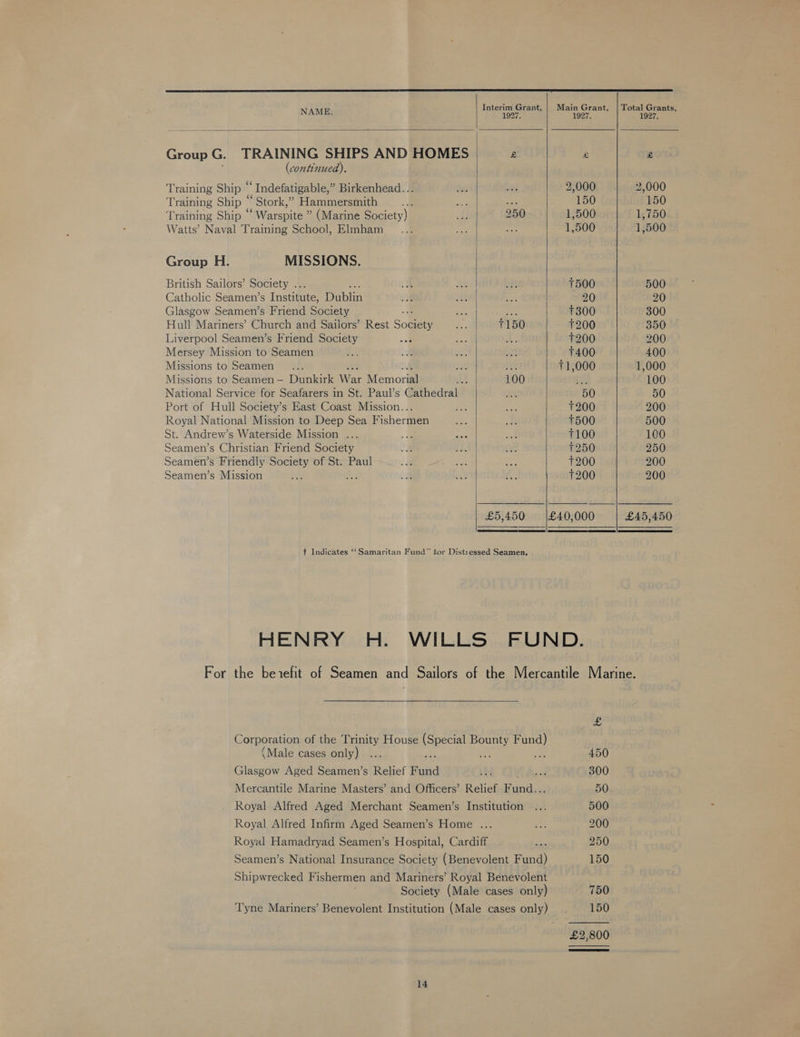 NAME. Interim Grant, 1927. Main Grant, 1927. Total Grants, 1927.
Group G. TRAINING SHIPS AND HOMES £ £ £
(continued).
Training Ship “Indefatigable,” Birkenhead... ... ... 2,000 2,000
Training Ship “Stork,” Hammersmith ... ... ... 150 150
Training Ship “Warspite” (Marine Society) ... 250 1,500 1,750
Watts’ Naval Training School, Elmham ... ... ... 1,500 1,500
Group H. MISSIONS.
British Sailors’ Society ... ... ... ... ... †500 500
Catholic Seamen’s Institute, Dublin ... ... ... 20 20
Glasgow Seamen’s Friend Society ... ... ... †300 300
Hull Mariners’ Church and Sailors’ Rest Society ... †150 †200 350
Liverpool Seamen’s Friend Society ... ... ... †200 200
Mersey Mission to Seamen ... ... ... ... †400 400
Missions to Seamen ... ... ... ... ... †1,000 1,000
Missions to Seamen – Dunkirk War Memorial ... 100 ... 100
National Service for Seafarers in St. Paul’s Cathedral ... 50 50
Port of Hull Society’s East Coast Mission... ... ... †200 200
Royal National Mission to Deep Sea Fishermen ... ... †500 500
St. Andrew’s Waterside Mission ... ... ... ... †100 100
Seamen’s Christian Friend Society ... ... ... †250 250
Seamen’s Friendly Society of St. Paul ... ... ... †200 200
Seamen’s Mission ... ... ... ... ... †200 200
£5,450 £40,000 £45,450
† Indicates “Samaritan Fund” for Distressed Seamen.
HENRY H. WILLS FUND.
For the benefit of Seamen and Sailors of the Mercantile Marine.
£
Corporation of the Trinity House (Special Bounty Fund)
(Male cases only) ... ... ... ... 450
Glasgow Aged Seamen’s Relief Fund ... ... 300
Mercantile Marine Masters’ and Officers’ Relief Fund... 50
Royal Alfred Aged Merchant Seamen’s Institution ... 500
Royal Alfred Infirm Aged Seamen’s Home ... ... 200
Royal Hamadryad Seamen’s Hospital, Cardiff ... 250
Seamen’s National Insurance Society (Benevolent Fund) 150
Shipwrecked Fishermen and Mariners’ Royal Benevolent
Society (Male cases only) 750
Tyne Mariners’ Benevolent Institution (Male cases only) 150
£2,800
14